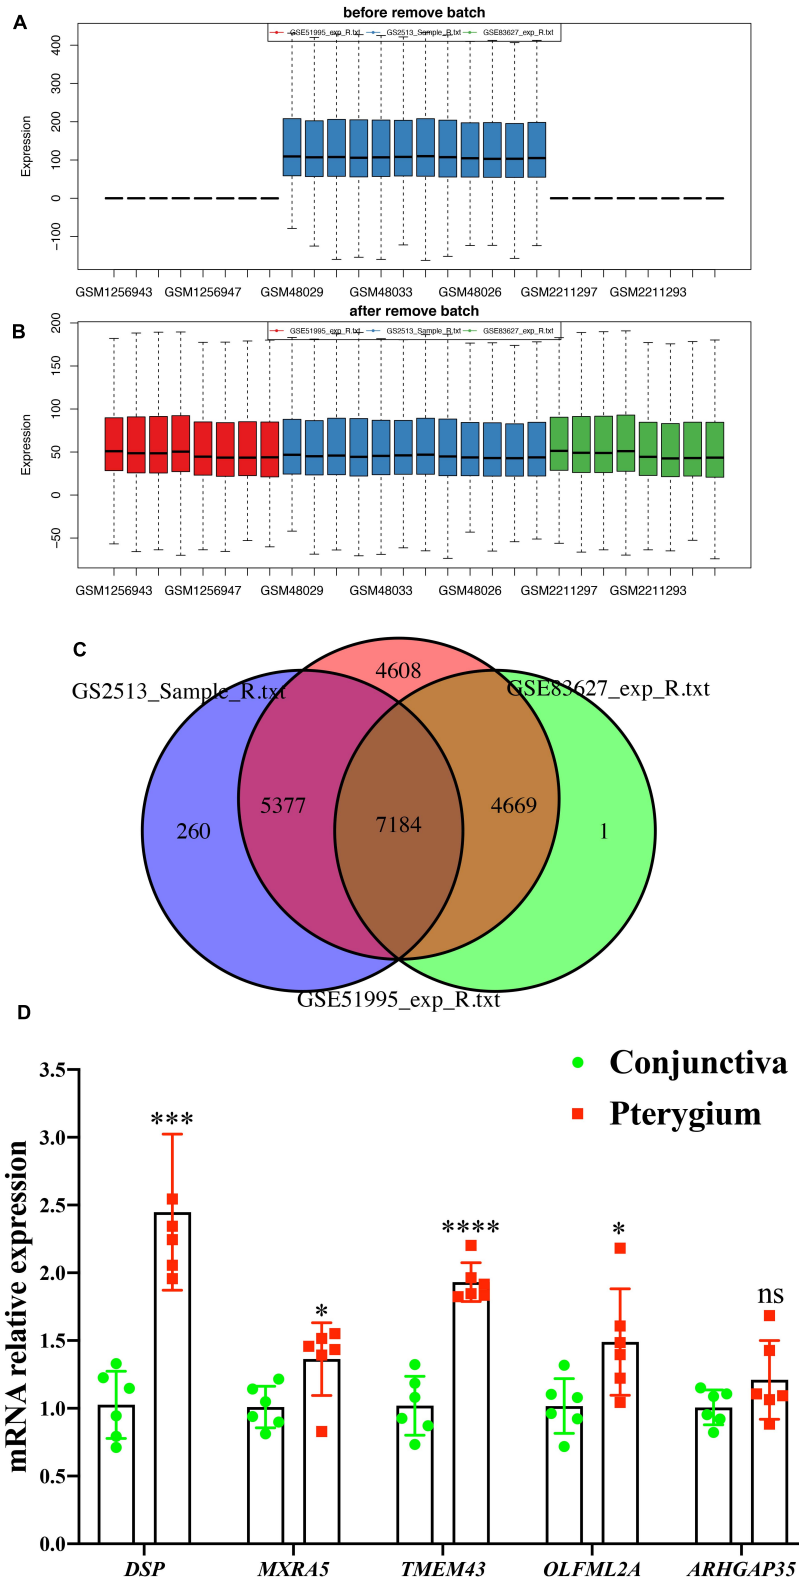 A
before remove batch
GSE51995_exp_R.txt GS2513_Sample_R.txt GSE83627_exp_R.txt
Expression
400
300
200
100
0
−100
GSM1256943 GSM1256947 GSM48029 GSM48033 GSM48026 GSM2211297 GSM2211293
B
after remove batch
GSE51995_exp_R.txt GS2513_Sample_R.txt GSE83627_exp_R.txt
Expression
200
150
100
50
0
−50
GSM1256943 GSM1256947 GSM48029 GSM48033 GSM48026 GSM2211297 GSM2211293
C
4608
GS2513_Sample_R.txt GSE83627_exp_R.txt
5377 4669
260 7184 1
GSE51995_exp_R.txt
D
Conjunctiva
Pterygium
mRNA relative expression
3.5
3.0
2.5
2.0
1.5
1.0
0.5
0.0
***
*
****
*
ns
DSP MXRA5 TMEM43 OLFML2A ARHGAP35